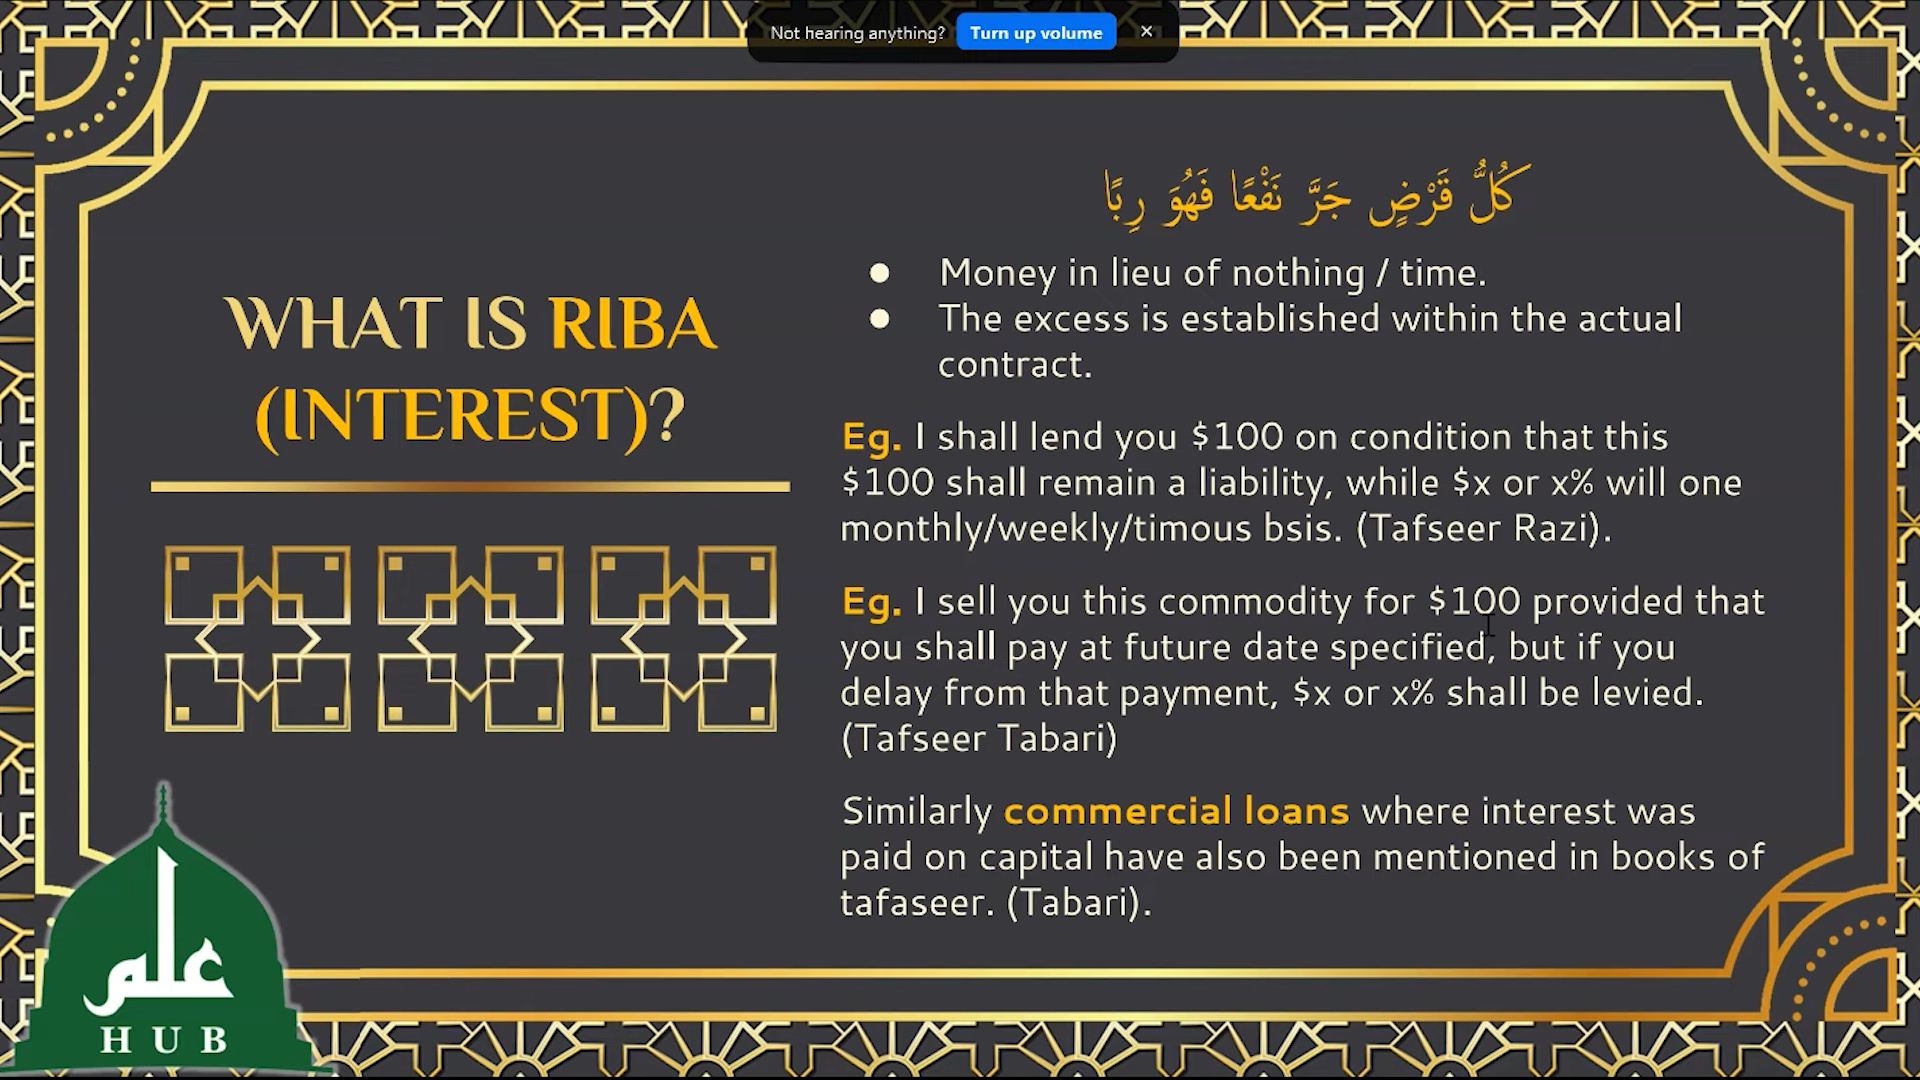 Not hearing anything? Turn up volume ×
WHAT IS RIBA
(INTEREST)?
كُلُّ قَرْضٍ جَرَّ نَفْعًا فَهُوَ رِبًا
● Money in lieu of nothing / time.
● The excess is established within the actual
contract.
Eg. I shall lend you $100 on condition that this
$100 shall remain a liability, while $x or x% will one
monthly/weekly/timous bsis. (Tafseer Razi).
Eg. I sell you this commodity for $100 provided that
you shall pay at future date specified, but if you
delay from that payment, $x or x% shall be levied.
(Tafseer Tabari)
Similarly commercial loans where interest was
paid on capital have also been mentioned in books of
tafaseer. (Tabari).
علم
HUB